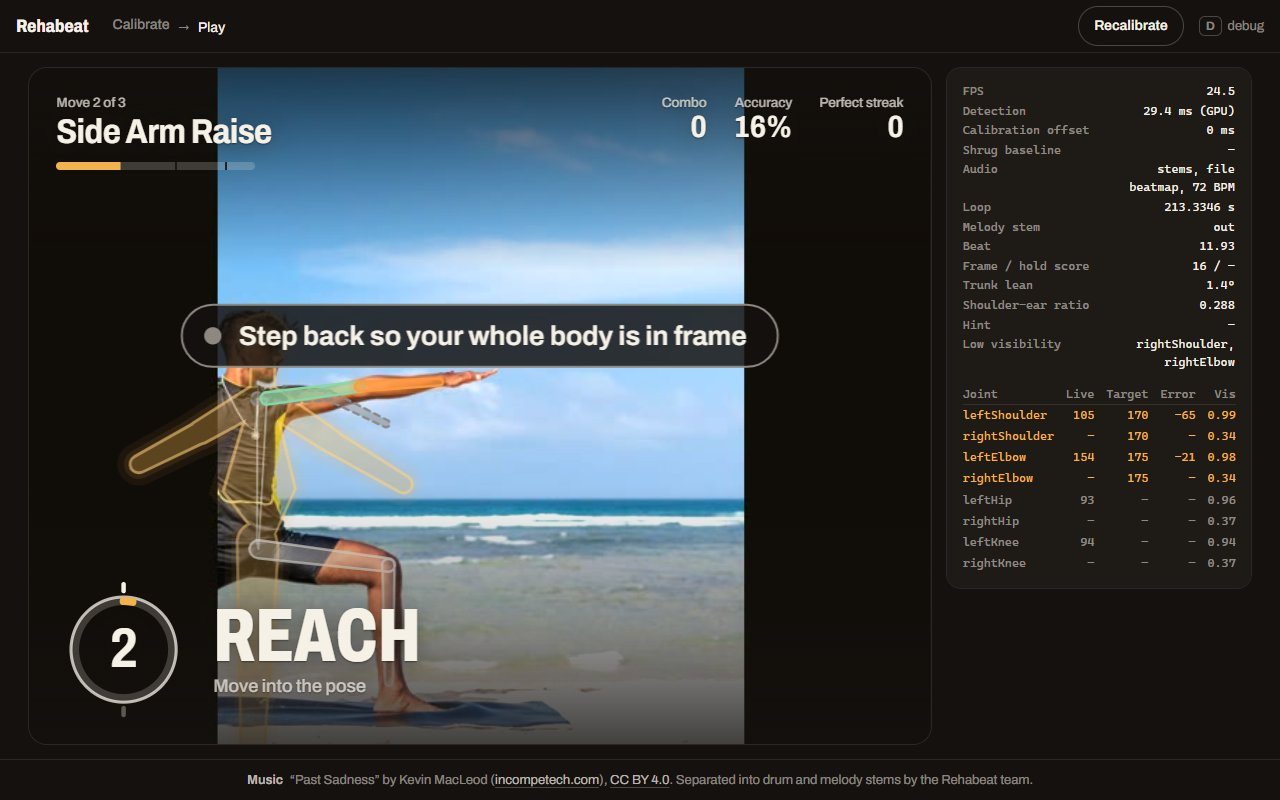 Rehabeat
Calibrate → Play
Recalibrate
D debug
Move 2 of 3
Side Arm Raise
Combo
0
Accuracy
16%
Perfect streak
0
Step back so your whole body is in frame
2
REACH
Move into the pose
FPS 24.5
Detection 29.4 ms (GPU)
Calibration offset 0 ms
Shrug baseline –
Audio stems, file
beatmap, 72 BPM
Loop 213.3346 s
Melody stem out
Beat 11.93
Frame / hold score 16 / –
Trunk lean 1.4°
Shoulder-ear ratio 0.288
Hint –
Low visibility rightShoulder,
rightElbow
Joint Live Target Error Vis
leftShoulder 105 170 −65 0.99
rightShoulder – 170 – 0.34
leftElbow 154 175 −21 0.98
rightElbow – 175 – 0.34
leftHip 93 – – 0.96
rightHip – – – 0.37
leftKnee 94 – – 0.94
rightKnee – – – 0.37
Music “Past Sadness” by Kevin MacLeod (incompetech.com), CC BY 4.0. Separated into drum and melody stems by the Rehabeat team.